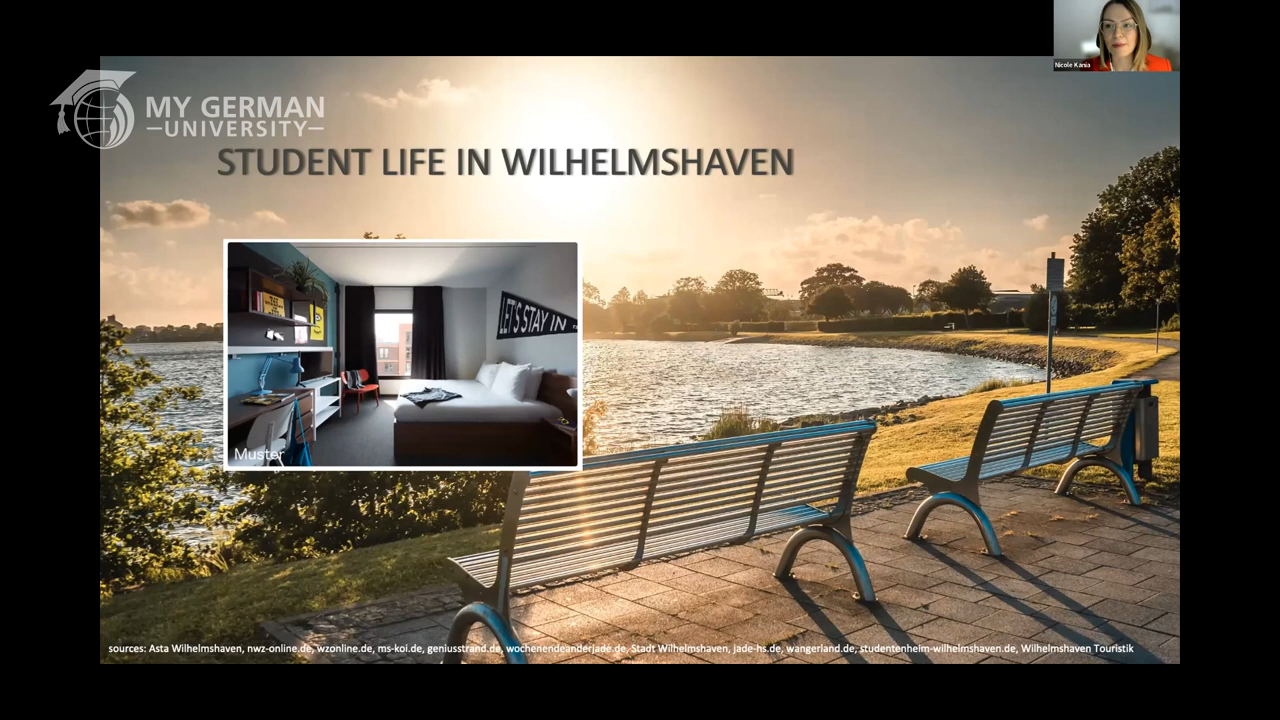 Nicole Kania
MY GERMAN
UNIVERSITY
STUDENT LIFE IN WILHELMSHAVEN
LET'S STAY IN
Muster
sources: Asta Wilhelmshaven, nwz-online.de, wzonline.de, ms-koi.de, geniusstrand.de, wochenendeanderjade.de, Stadt Wilhelmshaven, jade-hs.de, wangerland.de, studentenheim-wilhelmshaven.de, Wilhelmshaven Touristik